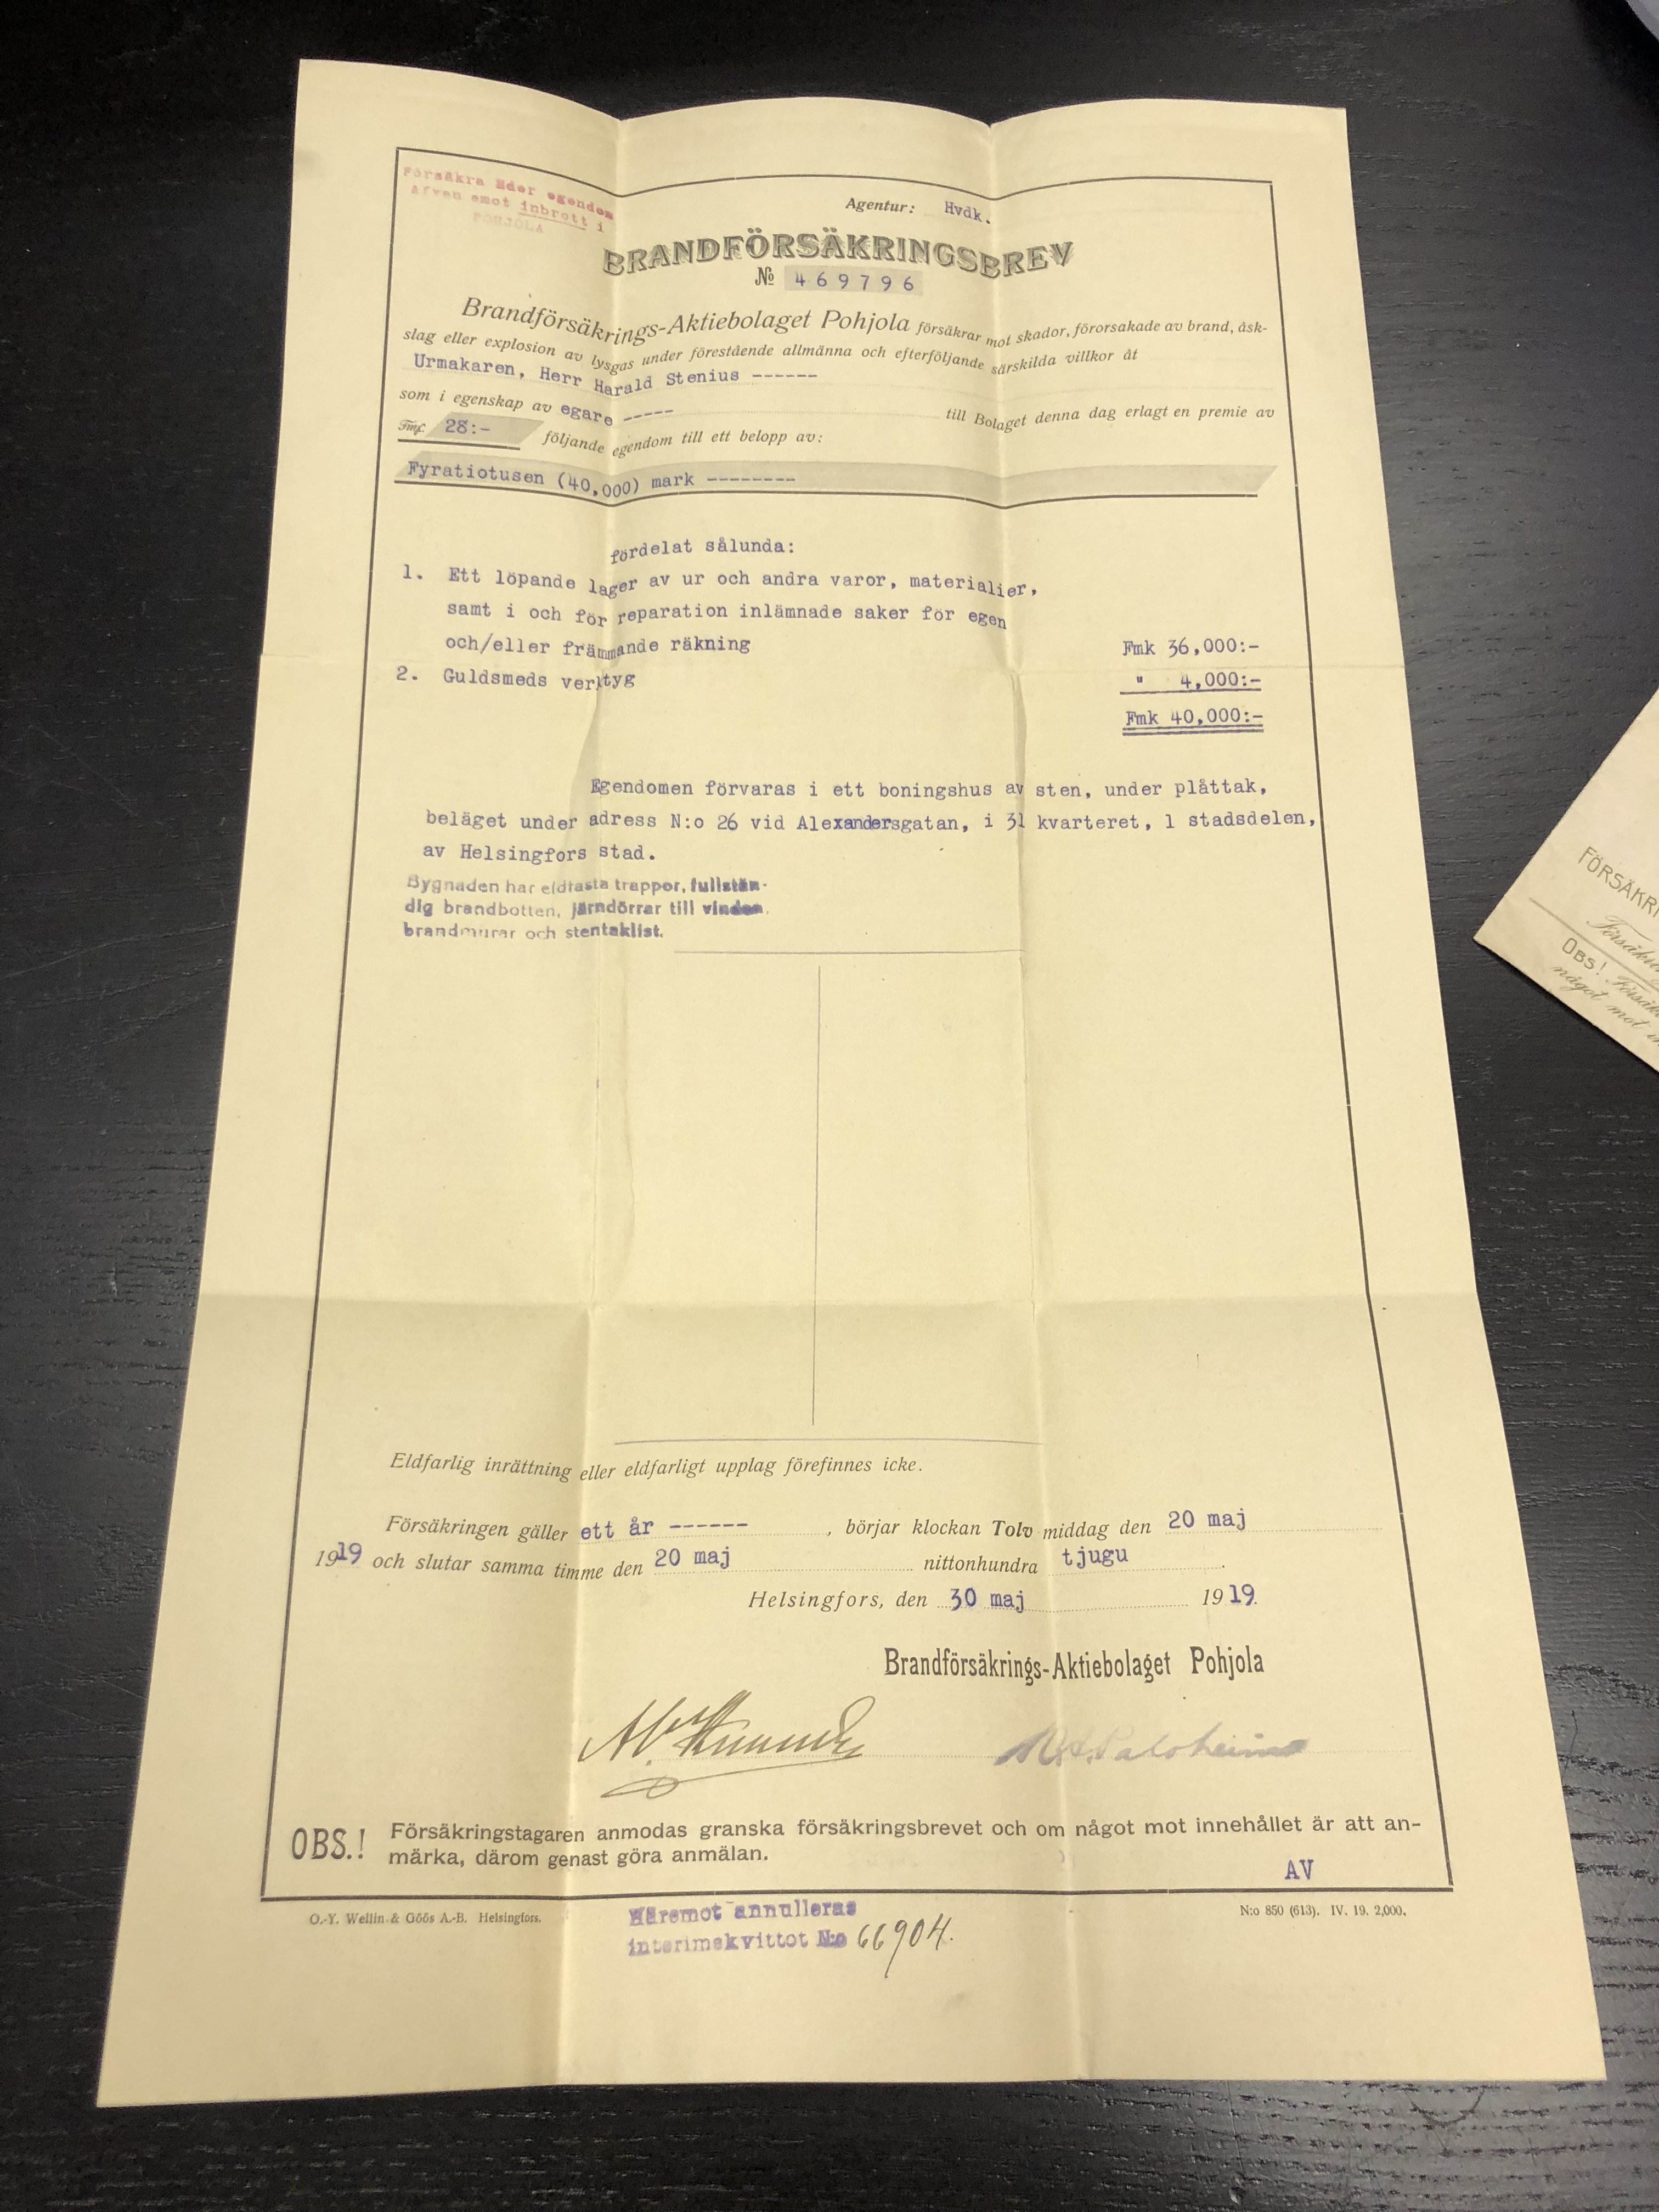 Försäkra Eder egendom
äfven emot inbrott i
POHJOLA
Agentur: Hvdk.
BRANDFÖRSÄKRINGSBREV
No 469796
Brandförsäkrings-Aktiebolaget Pohjola försäkrar mot skador, förorsakade av brand, åsk-
slag eller explosion av lysgas under förestående allmänna och efterföljande särskilda villkor åt
Urmakaren, Herr Harald Stenius ------
som i egenskap av egare ----- till Bolaget denna dag erlagt en premie av
Fmf. 28:- följande egendom till ett belopp av:
Fyratiotusen (40,000) mark --------
fördelat sålunda:
1. Ett löpande lager av ur och andra varor, materialier,
samt i och för reparation inlämnade saker för egen
och/eller främmande räkning Fmk 36,000:-
2. Guldsmeds verktyg " 4,000:-
Fmk 40,000:-
Egendomen förvaras i ett boningshus av sten, under plåttak,
beläget under adress N:o 26 vid Alexandersgatan, i 31 kvarteret, 1 stadsdelen,
av Helsingfors stad.
Bygnaden har eldfasta trappor, fullstän-
dig brandbotten, järndörrar till vinden,
brandmurar och stentaklist.
Eldfarlig inrättning eller eldfarligt upplag förefinnes icke.
Försäkringen gäller ett år ------ , börjar klockan Tolv middag den 20 maj
1919 och slutar samma timme den 20 maj nittonhundra tjugu .
Helsingfors, den 30 maj 1919.
Brandförsäkrings-Aktiebolaget Pohjola
Paloheimo
OBS.! Försäkringstagaren anmodas granska försäkringsbrevet och om något mot innehållet är att an-
märka, därom genast göra anmälan.
AV
O.-Y. Weilin & Göös A.-B. Helsingfors.
N:o 850 (613). IV. 19. 2,000.
Häremot annulleras
interimskvittot N:o 66904.
FÖRSÄKRI
Försäkrin
OBS! Försäk
något mot in